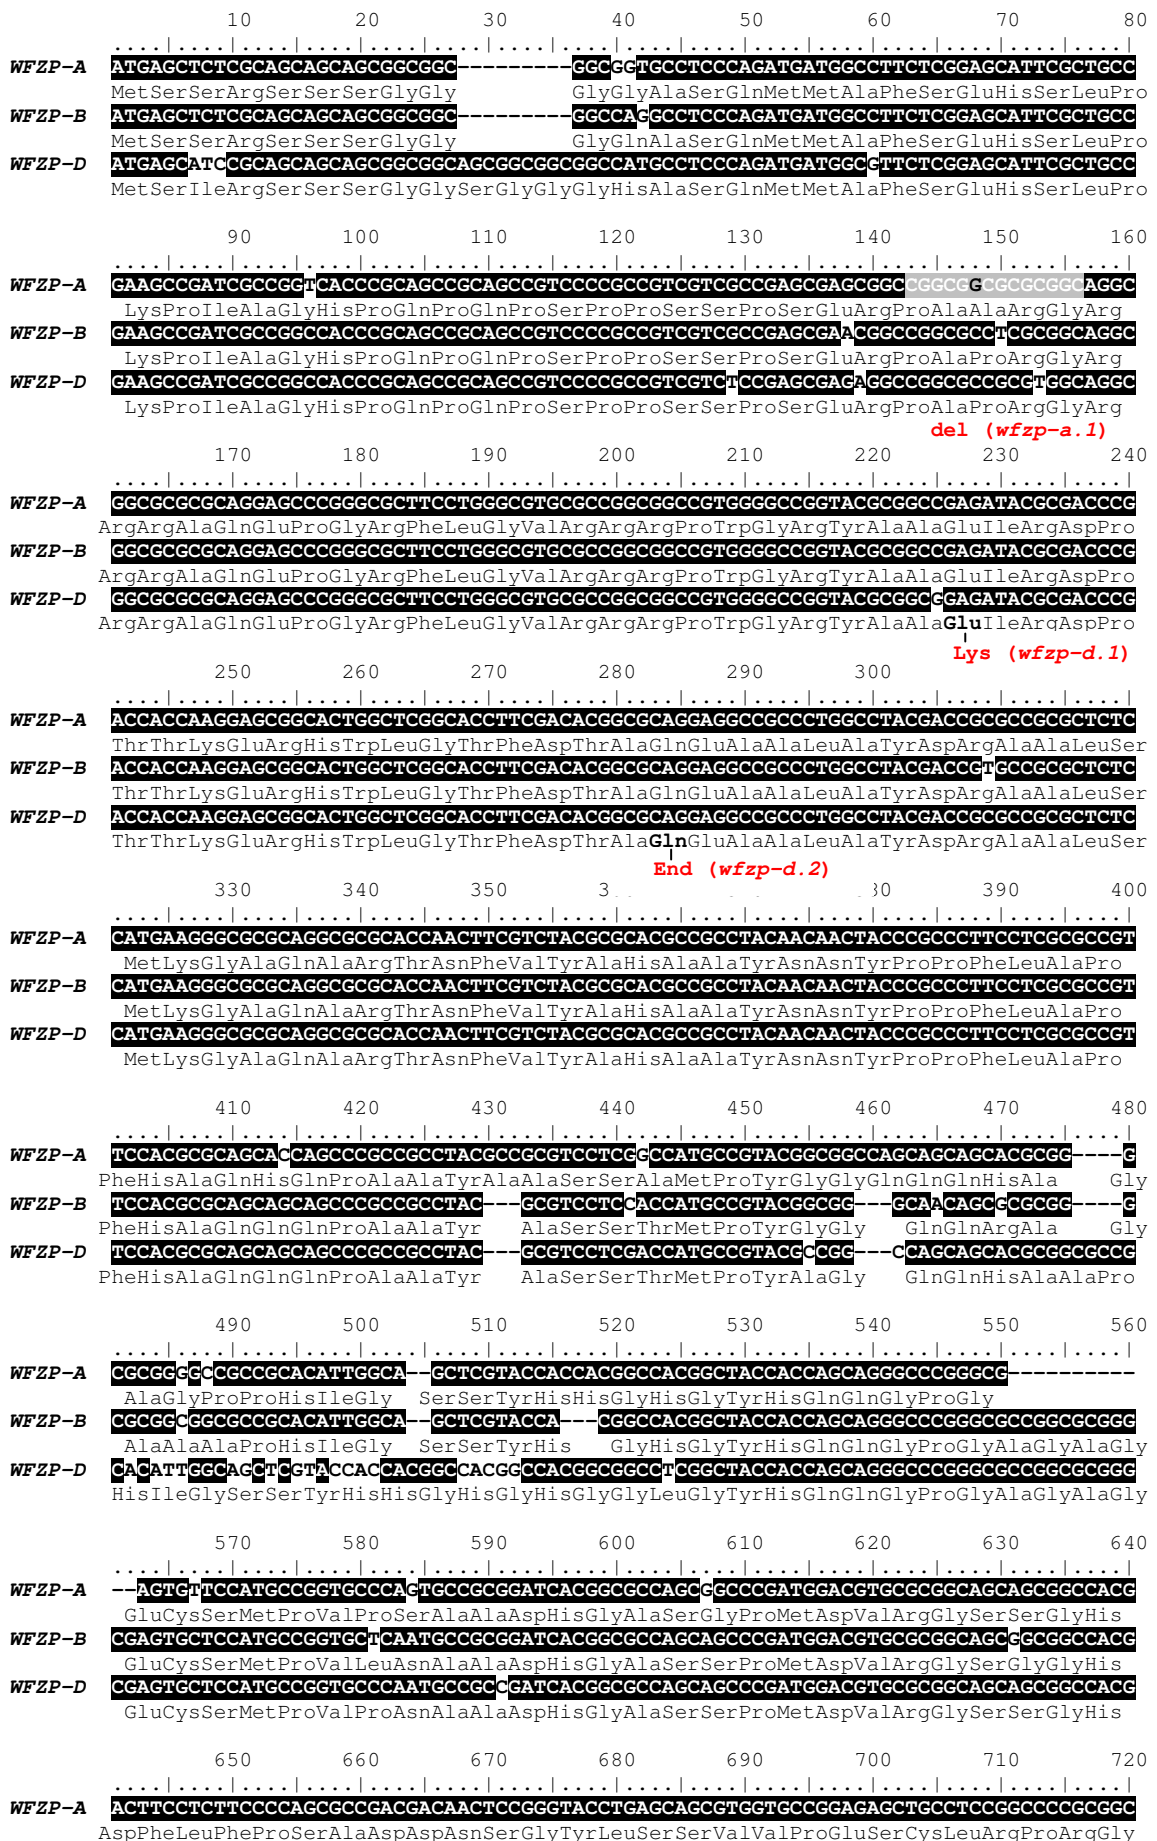 10 20 30 40 50 60 70 80
....|....|....|....|....|....|....|....|....|....|....|....|....|....|....|....|
WFZP-A ATGAGCTCTCGCAGCAGCAGCGGCGGC---------GGCGGTGCCTCCCAGATGATGGCCTTCTCGGAGCATTCGCTGCC
MetSerSerArgSerSerSerGlyGly GlyGlyAlaSerGlnMetMetAlaPheSerGluHisSerLeuPro
WFZP-B ATGAGCTCTCGCAGCAGCAGCGGCGGC---------GGCCAGGCCTCCCAGATGATGGCCTTCTCGGAGCATTCGCTGCC
MetSerSerArgSerSerSerGlyGly GlyGlnAlaSerGlnMetMetAlaPheSerGluHisSerLeuPro
WFZP-D ATGAGCATCCGCAGCAGCAGCGGCGGCAGCGGCGGCGGCCATGCCTCCCAGATGATGGCGTTCTCGGAGCATTCGCTGCC
MetSerIleArgSerSerSerGlyGlySerGlyGlyGlyHisAlaSerGlnMetMetAlaPheSerGluHisSerLeuPro
90 100 110 120 130 140 150 160
....|....|....|....|....|....|....|....|....|....|....|....|....|....|....|....|
WFZP-A GAAGCCGATCGCCGGTCACCCGCAGCCGCAGCCGTCCCCGCCGTCGTCGCCGAGCGAGCGGCCCGGCGGCGCGCGGCAGGC
LysProIleAlaGlyHisProGlnProGlnProSerProProSerSerProSerGluArgProAlaAlaArgGlyArg
WFZP-B GAAGCCGATCGCCGGCCACCCGCAGCCGCAGCCGTCCCCGCCGTCGTCGCCGAGCGAACGGCCGGCGCCTCGCGGCAGGC
LysProIleAlaGlyHisProGlnProGlnProSerProProSerSerProSerGluArgProAlaProArgGlyArg
WFZP-D GAAGCCGATCGCCGGCCACCCGCAGCCGCAGCCGTCCCCGCCGTCGTCTCCGAGCGAGAGGCCGGCGCCGCGTGGCAGGC
LysProIleAlaGlyHisProGlnProGlnProSerProProSerSerProSerGluArgProAlaProArgGlyArg
del (wfzp-a.1)
170 180 190 200 210 220 230 240
....|....|....|....|....|....|....|....|....|....|....|....|....|....|....|....|
WFZP-A GGCGCGCGCAGGAGCCCGGGCGCTTCCTGGGCGTGCGCCGGCGGCCGTGGGGCCGGTACGCGGCCGAGATACGCGACCCG
ArgArgAlaGlnGluProGlyArgPheLeuGlyValArgArgArgProTrpGlyArgTyrAlaAlaGluIleArgAspPro
WFZP-B GGCGCGCGCAGGAGCCCGGGCGCTTCCTGGGCGTGCGCCGGCGGCCGTGGGGCCGGTACGCGGCCGAGATACGCGACCCG
ArgArgAlaGlnGluProGlyArgPheLeuGlyValArgArgArgProTrpGlyArgTyrAlaAlaGluIleArgAspPro
WFZP-D GGCGCGCGCAGGAGCCCGGGCGCTTCCTGGGCGTGCGCCGGCGGCCGTGGGGCCGGTACGCGGCGGAGATACGCGACCCG
ArgArgAlaGlnGluProGlyArgPheLeuGlyValArgArgArgProTrpGlyArgTyrAlaAlaGluIleArgAspPro
Lys (wfzp-d.1)
250 260 270 280 290 300 310 320
....|....|....|....|....|....|....|....|....|....|....|....|....|....|....|....|
WFZP-A ACCACCAAGGAGCGGCACTGGCTCGGCACCTTCGACACGGCGCAGGAGGCCGCCCTGGCCTACGACCGCGCCGCGCTCTC
ThrThrLysGluArgHisTrpLeuGlyThrPheAspThrAlaGlnGluAlaAlaLeuAlaTyrAspArgAlaAlaLeuSer
WFZP-B ACCACCAAGGAGCGGCACTGGCTCGGCACCTTCGACACGGCGCAGGAGGCCGCCCTGGCCTACGACCGTGCCGCGCTCTC
ThrThrLysGluArgHisTrpLeuGlyThrPheAspThrAlaGlnGluAlaAlaLeuAlaTyrAspArgAlaAlaLeuSer
WFZP-D ACCACCAAGGAGCGGCACTGGCTCGGCACCTTCGACACGGCGCAGGAGGCCGCCCTGGCCTACGACCGCGCCGCGCTCTC
ThrThrLysGluArgHisTrpLeuGlyThrPheAspThrAlaGlnGluAlaAlaLeuAlaTyrAspArgAlaAlaLeuSer
End (wfzp-d.2)
330 340 350 380 390 400
....|....|....|....|....|....|....|....|....|....|....|....|....|....|....|....|
WFZP-A CATGAAGGGCGCGCAGGCGCGCACCAACTTCGTCTACGCGCACGCCGCCTACAACAACTACCCGCCCTTCCTCGCGCCGT
MetLysGlyAlaGlnAlaArgThrAsnPheValTyrAlaHisAlaAlaTyrAsnAsnTyrProProPheLeuAlaPro
WFZP-B CATGAAGGGCGCGCAGGCGCGCACCAACTTCGTCTACGCGCACGCCGCCTACAACAACTACCCGCCCTTCCTCGCGCCGT
MetLysGlyAlaGlnAlaArgThrAsnPheValTyrAlaHisAlaAlaTyrAsnAsnTyrProProPheLeuAlaPro
WFZP-D CATGAAGGGCGCGCAGGCGCGCACCAACTTCGTCTACGCGCACGCCGCCTACAACAACTACCCGCCCTTCCTCGCGCCGT
MetLysGlyAlaGlnAlaArgThrAsnPheValTyrAlaHisAlaAlaTyrAsnAsnTyrProProPheLeuAlaPro
410 420 430 440 450 460 470 480
....|....|....|....|....|....|....|....|....|....|....|....|....|....|....|....|
WFZP-A TCCACGCGCAGCACCAGCCCGCCGCCTACGCCGCGTCCTCGGCCATGCCGTACGGCGGCCAGCAGCAGCACGCGG----G
PheHisAlaGlnHisGlnProAlaAlaTyrAlaAlaSerSerAlaMetProTyrGlyGlyGlnGlnHisAla Gly
WFZP-B TCCACGCGCAGCAGCAGCCCGCCGCCTAC---GCGTCCTCCACCATGCCGTACGGCGG---GCAACAGCGCGCGG----G
PheHisAlaGlnGlnGlnProAlaAlaTyr AlaSerSerThrMetProTyrGlyGly GlnGlnArgAla Gly
WFZP-D TCCACGCGCAGCAGCAGCCCGCCGCCTAC---GCGTCCTCGACCATGCCGTACGCCGG---CCAGCAGCACGCGGCGCCG
PheHisAlaGlnGlnGlnProAlaAlaTyr AlaSerSerThrMetProTyrAlaGly GlnGlnHisAlaAlaPro
490 500 510 520 530 540 550 560
....|....|....|....|....|....|....|....|....|....|....|....|....|....|....|....|
WFZP-A CGCGGGGCCGCCGCACATTGGCA--GCTCGTACCACCACGGCCACGGCTACCACCAGCAGGGCCCGGGCG----------
AlaGlyProProHisIleGly SerSerTyrHisHisGlyHisGlyTyrHisGlnGlnGlyProGly
WFZP-B CGCGGCGGCGCCGCACATTGGCA--GCTCGTACCA---CGGCCACGGCTACCACCAGCAGGGCCCGGGCGCCGGCGCGGG
AlaAlaAlaProHisIleGly SerSerTyrHis GlyHisGlyTyrHisGlnGlnGlyProGlyAlaGlyAlaGly
WFZP-D CACATTGGCAGCTCGTACCACCACGGCCACGGCCACGGCGGCCTCGGCTACCACCAGCAGGGCCCGGGCGCCGGCGCGGG
HisIleGlySerSerTyrHisHisGlyHisGlyHisGlyGlyLeuGlyTyrHisGlnGlnGlyProGlyAlaGlyAlaGly
570 580 590 600 610 620 630 640
....|....|....|....|....|....|....|....|....|....|....|....|....|....|....|....|
WFZP-A --AGTGTTCCATGCCGGTGCCCAGTGCCGCGGATCACGGCGCCAGCGGCCCGATGGACGTGCGCGGCAGCAGCGGCCACG
GluCysSerMetProValProSerAlaAlaAspHisGlyAlaSerGlyProMetAspValArgGlySerSerGlyHis
WFZP-B CGAGTGCTCCATGCCGGTGCTCAATGCCGCGGATCACGGCGCCAGCAGCCCGATGGACGTGCGCGGCAGCGGCGGCCACG
GluCysSerMetProValLeuAsnAlaAlaAspHisGlyAlaSerSerProMetAspValArgGlySerGlyGlyHis
WFZP-D CGAGTGCTCCATGCCGGTGCCCAATGCCGCCGATCACGGCGCCAGCAGCCCGATGGACGTGCGCGGCAGCAGCGGCCACG
GluCysSerMetProValProAsnAlaAlaAspHisGlyAlaSerSerProMetAspValArgGlySerSerGlyHis
650 660 670 680 690 700 710 720
....|....|....|....|....|....|....|....|....|....|....|....|....|....|....|....|
WFZP-A ACTTCCTCTTCCCCAGCGCCGACGACAACTCCGGGTACCTGAGCAGCGTGGTGCCGGAGAGCTGCCTCCGGCCCCGCGGC
AspPheLeuPheProSerAlaAspAspAsnSerGlyTyrLeuSerSerValValProGluSerCysLeuArgProArgGly